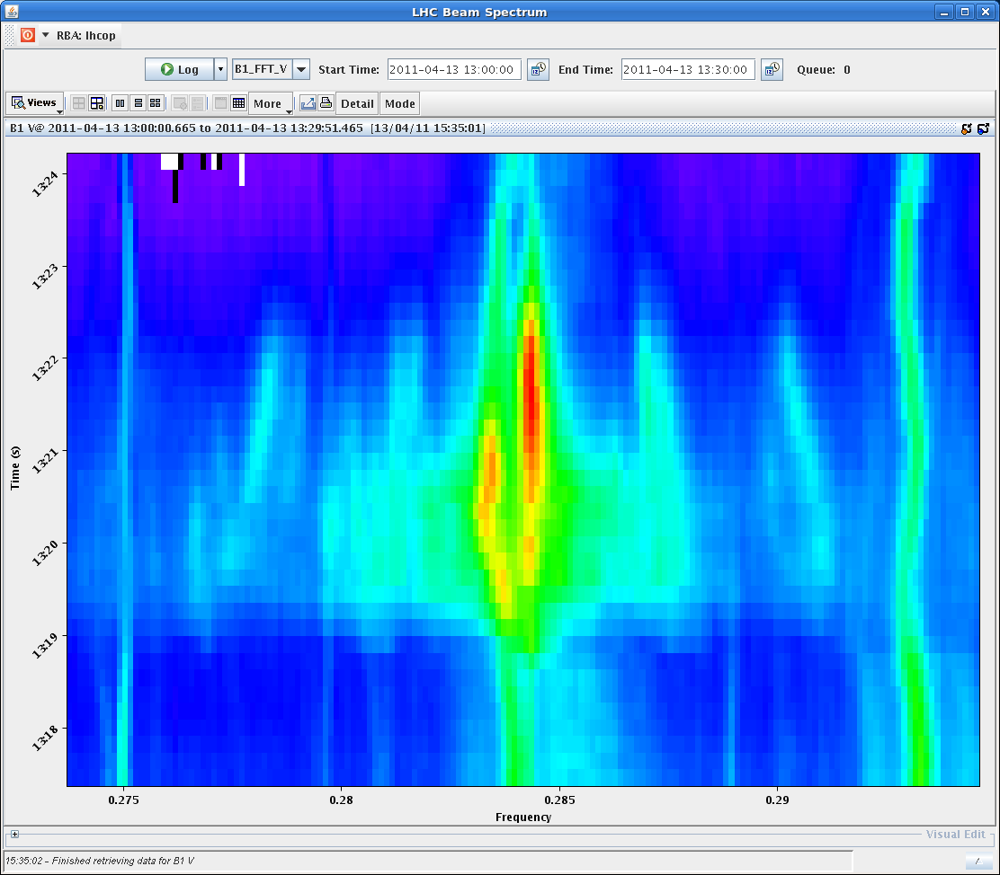 LHC Beam Spectrum
RBA: lhcop
Log B1_FFT_V Start Time: 2011-04-13 13:00:00 End Time: 2011-04-13 13:30:00 Queue: 0
Views More Detail Mode
B1 V@ 2011-04-13 13:00:00.665 to 2011-04-13 13:29:51.465 [13/04/11 15:35:01]
13:24
13:23
13:22
13:21
13:20
13:19
13:18
Time (s)
0.275 0.28 0.285 0.29
Frequency
Visual Edit
15:35:02 - Finished retrieving data for B1 V